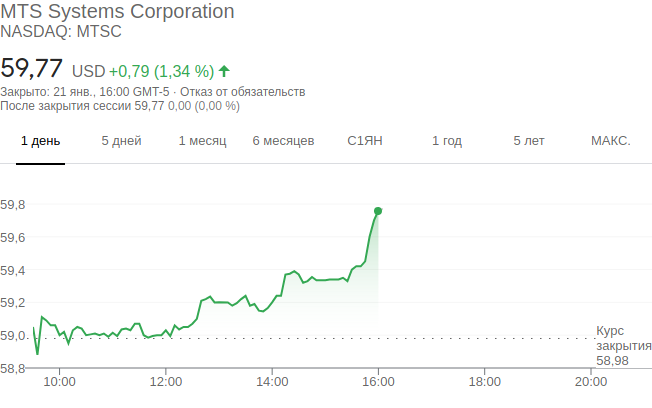 MTS Systems Corporation
NASDAQ: MTSC
59,77 USD +0,79 (1,34 %)
Закрыто: 21 янв., 16:00 GMT-5 · Отказ от обязательств
После закрытия сессии 59,77 0,00 (0,00 %)
1 день 5 дней 1 месяц 6 месяцев С1ЯН 1 год 5 лет МАКС.
59,8
59,6
59,4
59,2
59,0
58,8
Курс
закрытия
58,98
10:00 12:00 14:00 16:00 18:00 20:00